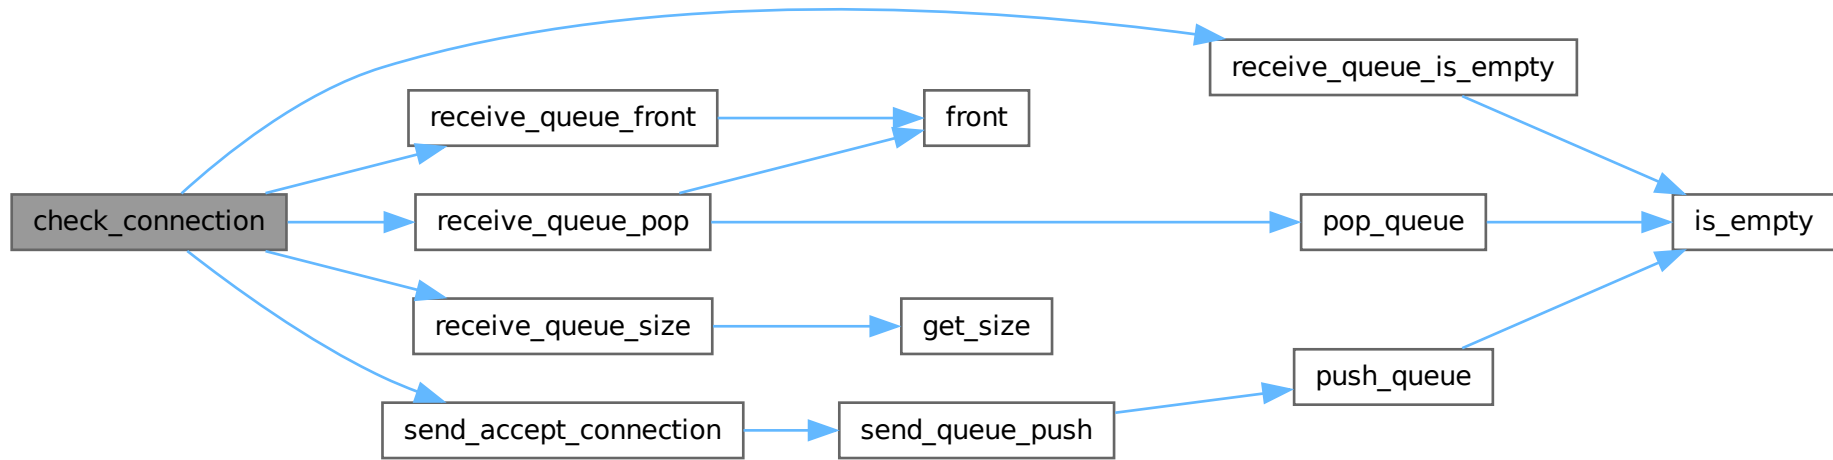 receive_queue_is_empty
receive_queue_front
front
check_connection
receive_queue_pop
pop_queue
is_empty
receive_queue_size
get_size
push_queue
send_accept_connection
send_queue_push